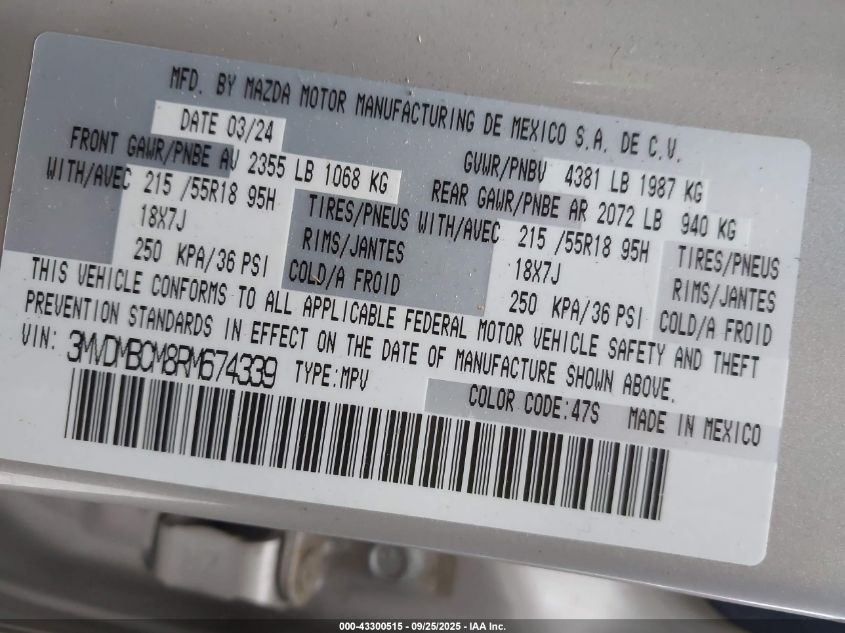 MFD. BY MAZDA MOTOR MANUFACTURING DE MEXICO S.A. DE C.V.
DATE 03/24
GVWR/PNBV 4381 LB 1987 KG
FRONT GAWR/PNBE AV 2355 LB 1068 KG
REAR GAWR/PNBE AR 2072 LB 940 KG
WITH/AVEC 215 /55R18 95H TIRES/PNEUS
WITH/AVEC 215 /55R18 95H TIRES/PNEUS
18X7J RIMS/JANTES
18X7J RIMS/JANTES
250 KPA/36 PSI COLD/A FROID
250 KPA/36 PSI COLD/A FROID
THIS VEHICLE CONFORMS TO ALL APPLICABLE FEDERAL MOTOR VEHICLE SAFETY AND THEFT
PREVENTION STANDARDS IN EFFECT ON THE DATE OF MANUFACTURE SHOWN ABOVE.
VIN: 3MVDMBCM8RM674339 TYPE:MPV
COLOR CODE:47S MADE IN MEXICO
000-43300515 - 09/25/2025 - IAA Inc.